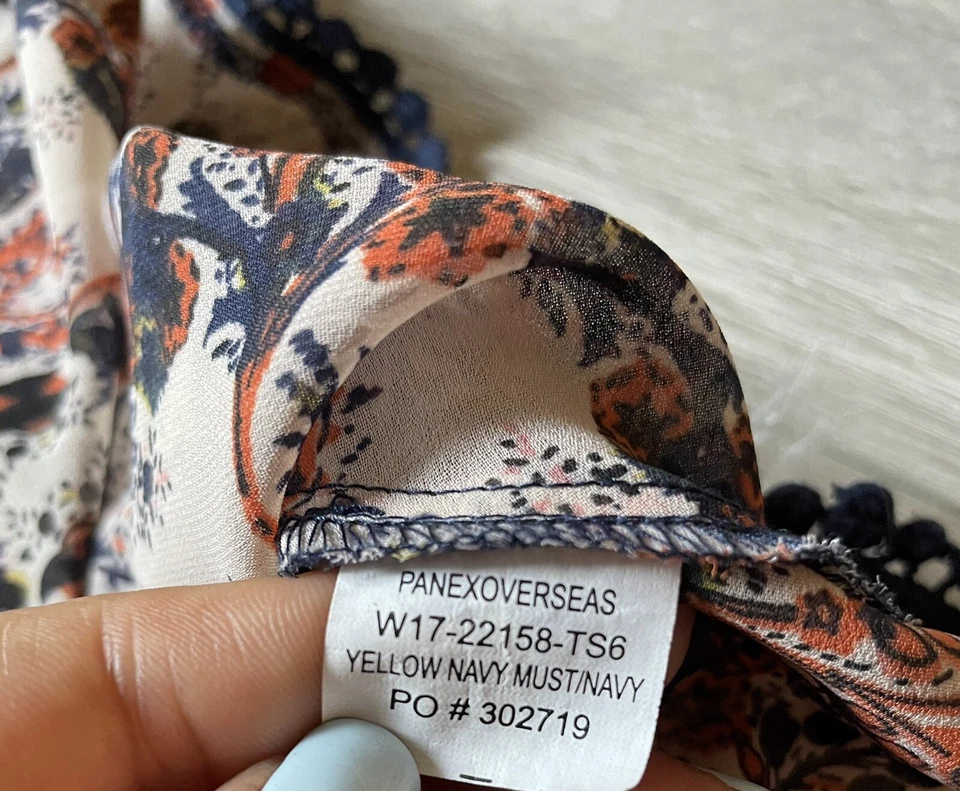 PANEXOVERSEAS
W17-22158-TS6
YELLOW NAVY MUST/NAVY
PO # 302719